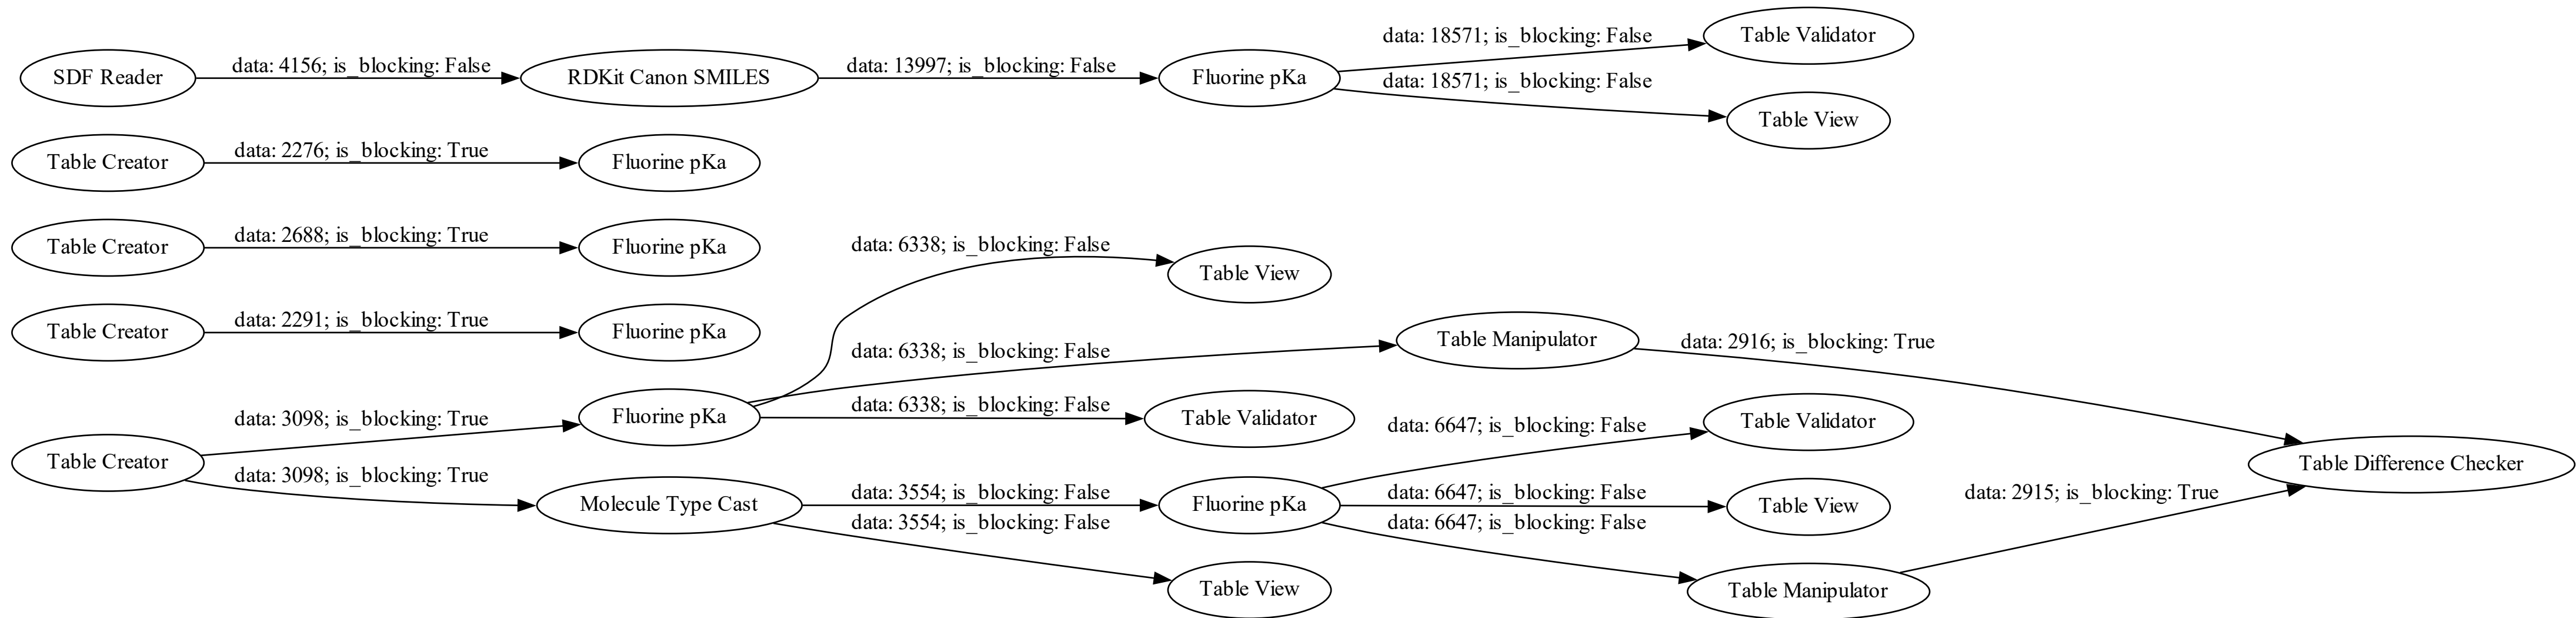 data: 18571; is_blocking: False
Table Validator
SDF Reader
data: 4156; is_blocking: False
RDKit Canon SMILES
data: 13997; is_blocking: False
Fluorine pKa
data: 18571; is_blocking: False
Table View
Table Creator
data: 2276; is_blocking: True
Fluorine pKa
Table Creator
data: 2688; is_blocking: True
Fluorine pKa
data: 6338; is_blocking: False
Table View
Table Creator
data: 2291; is_blocking: True
Fluorine pKa
data: 6338; is_blocking: False
Table Manipulator
data: 2916; is_blocking: True
Table Creator
data: 3098; is_blocking: True
Fluorine pKa
data: 6338; is_blocking: False
Table Validator
data: 6647; is_blocking: False
Table Validator
Table Difference Checker
data: 3098; is_blocking: True
Molecule Type Cast
data: 3554; is_blocking: False
Fluorine pKa
data: 6647; is_blocking: False
Table View
data: 2915; is_blocking: True
data: 3554; is_blocking: False
Table View
data: 6647; is_blocking: False
Table Manipulator